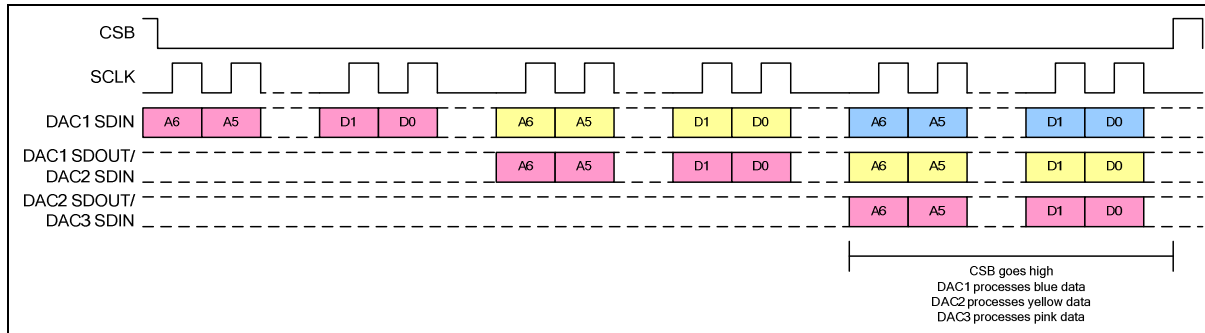 CSB
SCLK
DAC1 SDIN
A6 A5 D1 D0 A6 A5 D1 D0 A6 A5 D1 D0
DAC1 SDOUT/
DAC2 SDIN
A6 A5 D1 D0 A6 A5 D1 D0
DAC2 SDOUT/
DAC3 SDIN
A6 A5 D1 D0
CSB goes high
DAC1 processes blue data
DAC2 processes yellow data
DAC3 processes pink data